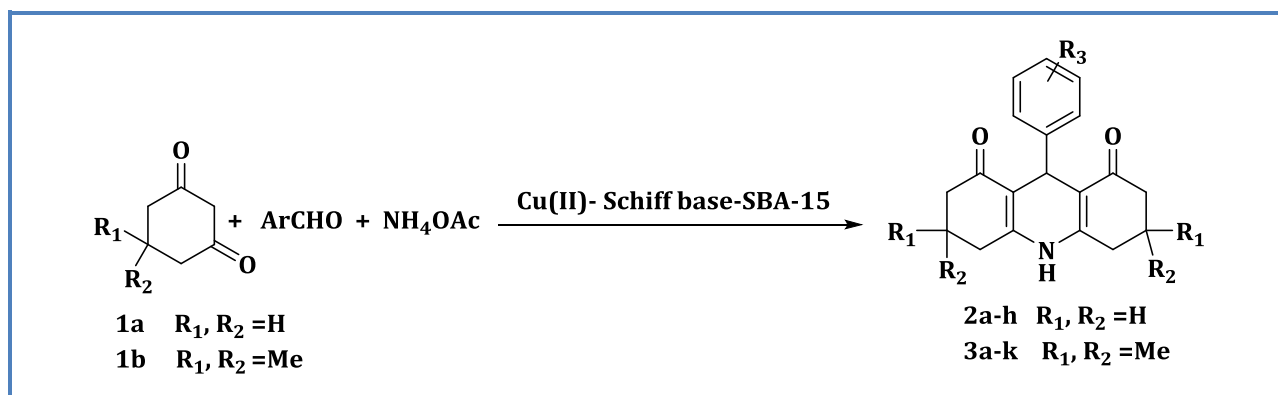 O
R₁
R₂
O
+ ArCHO + NH₄OAc
Cu(II)- Schiff base-SBA-15
R₃
O
O
R₁
R₂
N
H
R₁
R₂
1a R₁, R₂ =H
1b R₁, R₂ =Me
2a-h R₁, R₂ =H
3a-k R₁, R₂ =Me